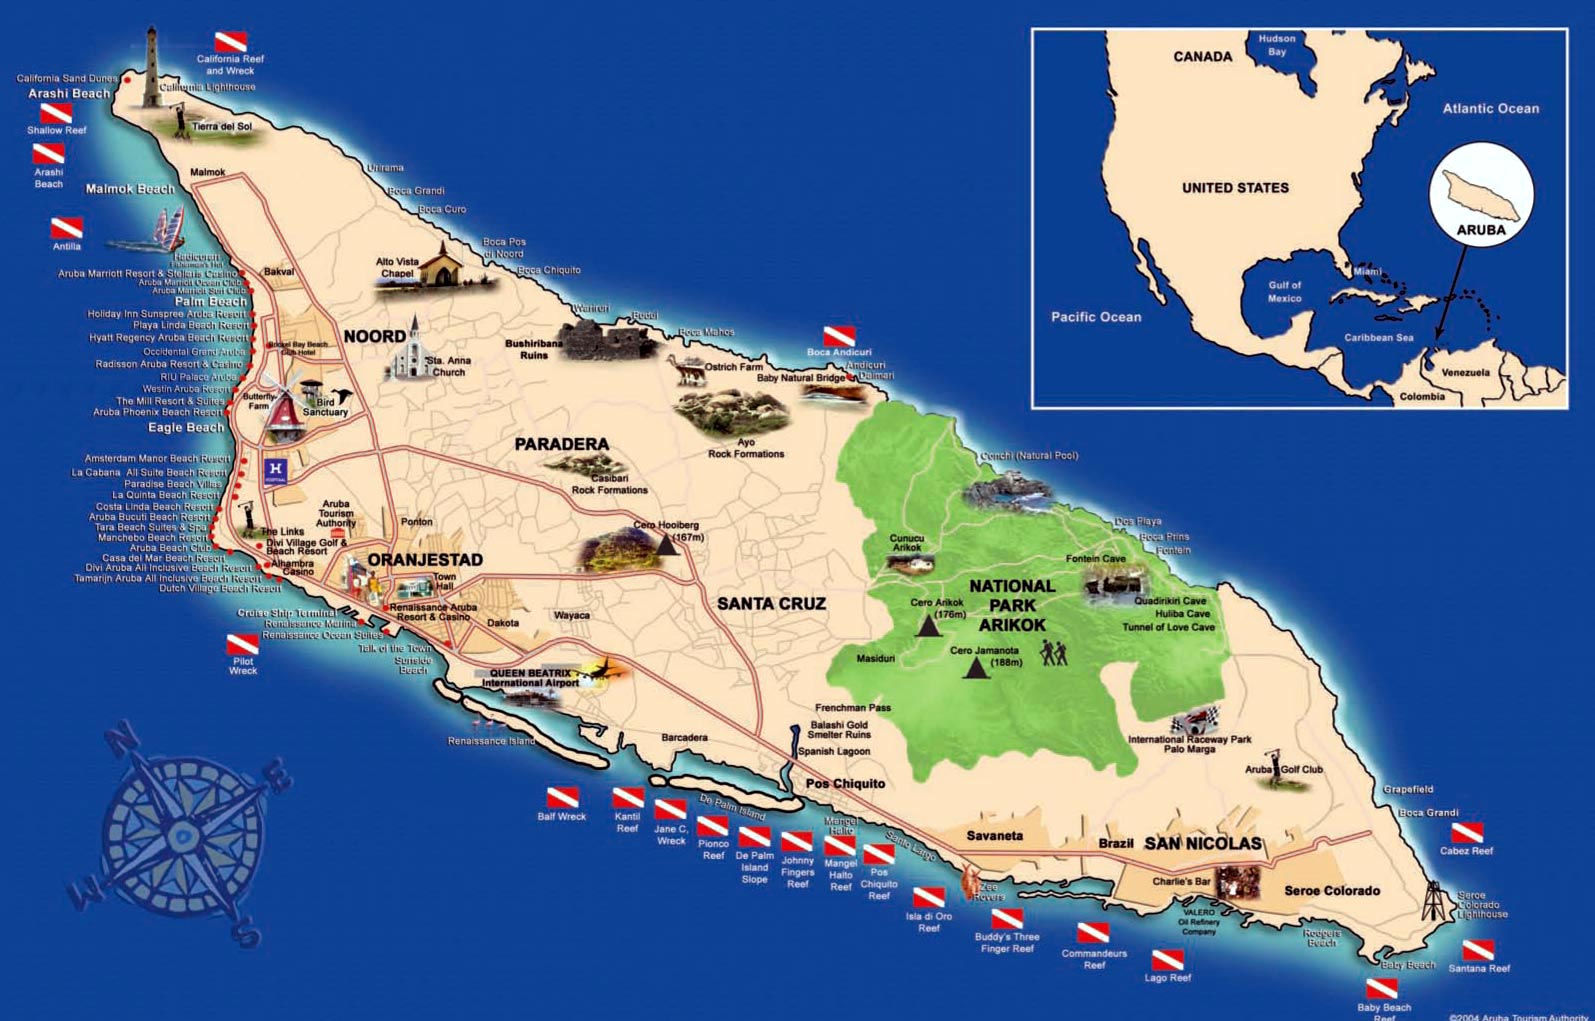 California Reef
and Wreck
California Sand Dunes
Arashi Beach
California Lighthouse
Shallow Reef
Tierra del Sol
Arashi
Beach
Malmok
Malmok Beach
Urirama
Boca Grandi
Boca Curo
Antilla
Boca Pos
di Noord
Boca Chiquito
Alto Vista
Chapel
Hadicurari
Fisherman's Hut
Aruba Marriott Resort & Stellaris Casino
Aruba Marriott Ocean Club
Aruba Marriott Surf Club
Bakval
Palm Beach
Holiday Inn Sunspree Aruba Resort
Playa Linda Beach Resort
Hyatt Regency Aruba Beach Resort
Occidental Grand Aruba
Radisson Aruba Resort & Casino
RIU Palace Aruba
Westin Aruba Resort
The Mill Resort & Suites
Aruba Phoenix Beach Resort
Eagle Beach
Brickel Bay Beach
Club Hotel
Butterfly
Farm
Bird
Sanctuary
NOORD
Sta. Anna
Church
Wariruri
Bushiribana
Ruins
Budui
Boca Mahos
Boca Andicuri
Andicuri
Daimari
Ostrich Farm
Baby Natural Bridge
Ayo
Rock Formations
PARADERA
Casibari
Rock Formations
Amsterdam Manor Beach Resort
La Cabana All Suite Beach Resort
Paradise Beach Villas
La Quinta Beach Resort
Costa Linda Beach Resort
Aruba Bucuti Beach Resort
Tara Beach Suites & Spa
Manchebo Beach Resort
Aruba Beach Club
Casa del Mar Beach Resort
Divi Aruba All Inclusive Beach Resort
Tamarijn Aruba All Inclusive Beach Resort
Dutch Village Beach Resort
H
HOSPITAAL
The Links
Divi Village Golf &
Beach Resort
Alhambra
Casino
Aruba
Tourism
Authority
Ponton
ORANJESTAD
Town
Hall
Cero Hooiberg
(167m)
Renaissance Aruba
Resort & Casino
Cruise Ship Terminal
Renaissance Marina
Renaissance Ocean Suites
Talk of the Town
Surfside
Beach
Pilot
Wreck
Dakota
Wayaca
SANTA CRUZ
QUEEN BEATRIX
International Airport
Renaissance Island
Barcadera
Conchi (Natural Pool)
Dos Playa
Boca Prins
Fontein
Cunucu
Arikok
Fontein Cave
NATIONAL
PARK
ARIKOK
Cero Arikok
(176m)
Quadirikiri Cave
Huliba Cave
Tunnel of Love Cave
Masiduri
Cero Jamanota
(188m)
Frenchman Pass
Balashi Gold
Smelter Ruins
Spanish Lagoon
Pos Chiquito
International Raceway Park
Palo Marga
Aruba Golf Club
Grapefield
Boca Grandi
Cabez Reef
Balf Wreck
Kantil
Reef
Jane C,
Wreck
De Palm Island
Pionco
Reef
De Palm
Island
Slope
Johnny
Fingers
Reef
Mangel
Halto
Mangel
Halto
Reef
Pos
Chiquito
Reef
Santo Largo
Savaneta
Brazil
SAN NICOLAS
Charlie's Bar
Seroe Colorado
Zee
Rovers
VALERO
Oil Refinery
Company
Rodgers
Beach
Seroe
Colorado
Lighthouse
Isla di Oro
Reef
Buddy's Three
Finger Reef
Commandeurs
Reef
Lago Reef
Baby Beach
Santana Reef
Baby Beach
Reef
N
E
W
S
CANADA
Hudson
Bay
Atlantic Ocean
UNITED STATES
ARUBA
Miami
Gulf of
Mexico
Pacific Ocean
Caribbean Sea
Venezuela
Colombia
©2004 Aruba Tourism Authority